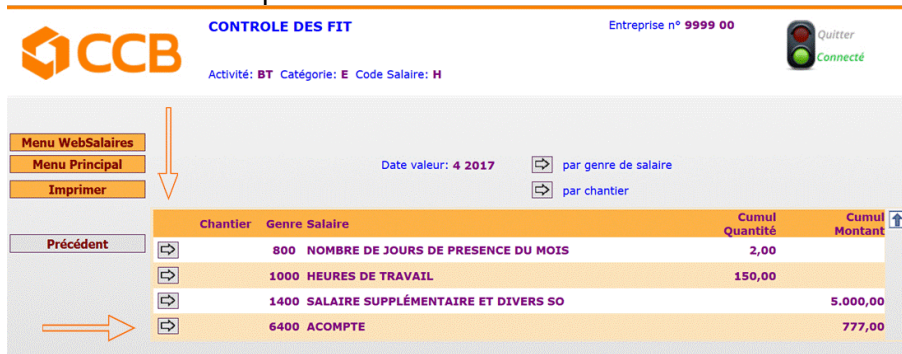 CCB
CONTROLE DES FIT
Entreprise n° 9999 00
Quitter
Connecté
Activité: BT Catégorie: E Code Salaire: H
Menu WebSalaires
Menu Principal
Imprimer
Précédent
Date valeur: 4 2017
par genre de salaire
par chantier
Chantier Genre Salaire Cumul Quantité Cumul Montant
800 NOMBRE DE JOURS DE PRESENCE DU MOIS 2,00
1000 HEURES DE TRAVAIL 150,00
1400 SALAIRE SUPPLÉMENTAIRE ET DIVERS SO 5.000,00
6400 ACOMPTE 777,00